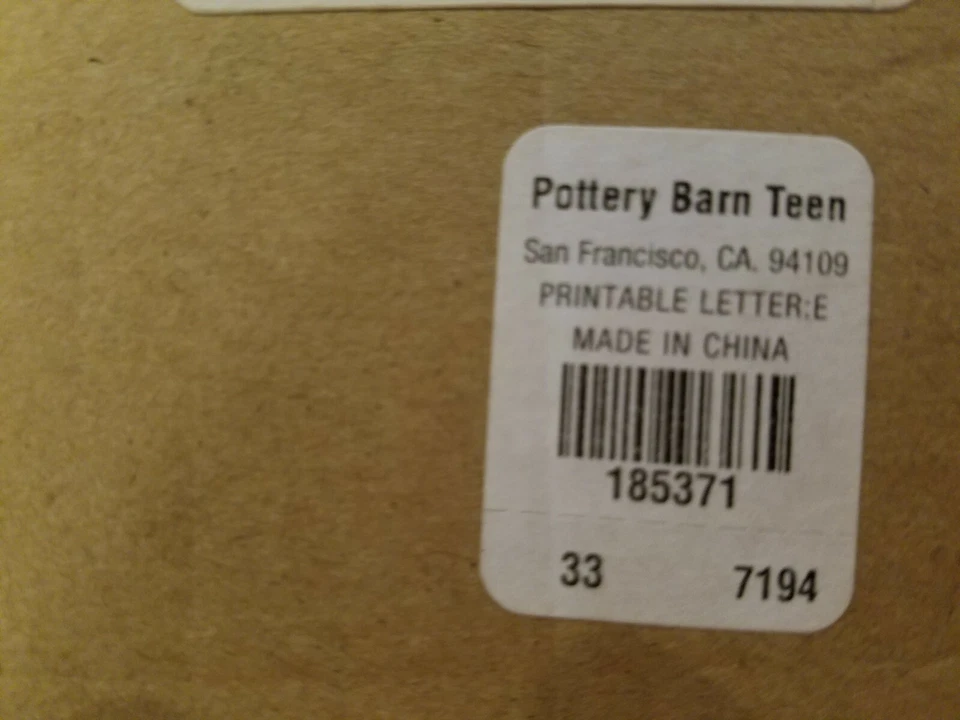 Pottery Barn Teen
San Francisco, CA. 94109
PRINTABLE LETTER:E
MADE IN CHINA
185371
33 7194